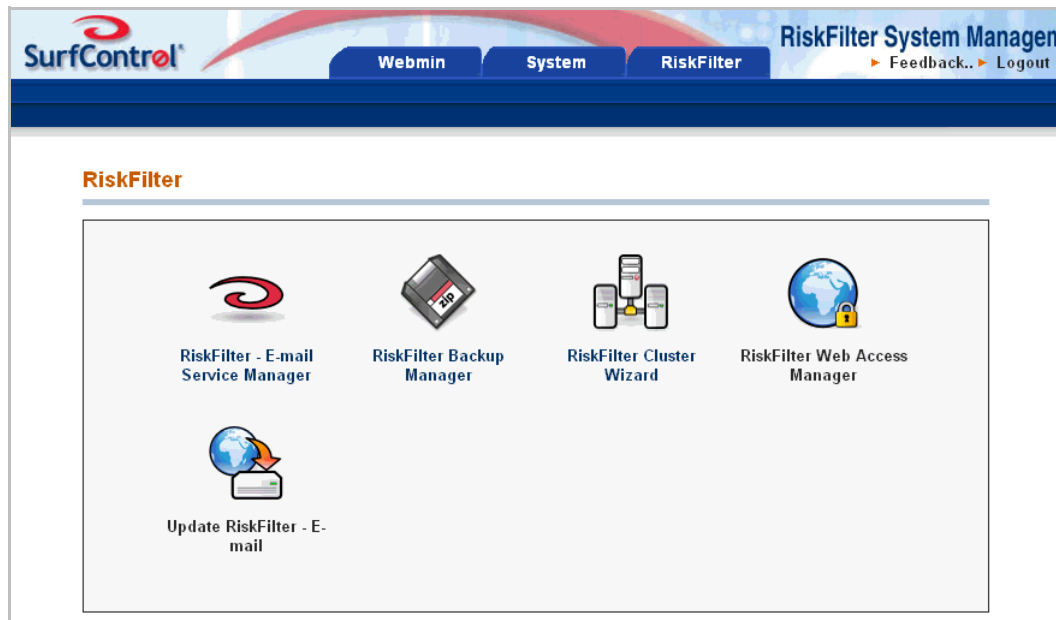 SurfControl
RiskFilter System Managem
Webmin
System
RiskFilter
Feedback..
Logout
RiskFilter
zip
RiskFilter - E-mail
Service Manager
RiskFilter Backup
Manager
RiskFilter Cluster
Wizard
RiskFilter Web Access
Manager
Update RiskFilter - E-
mail